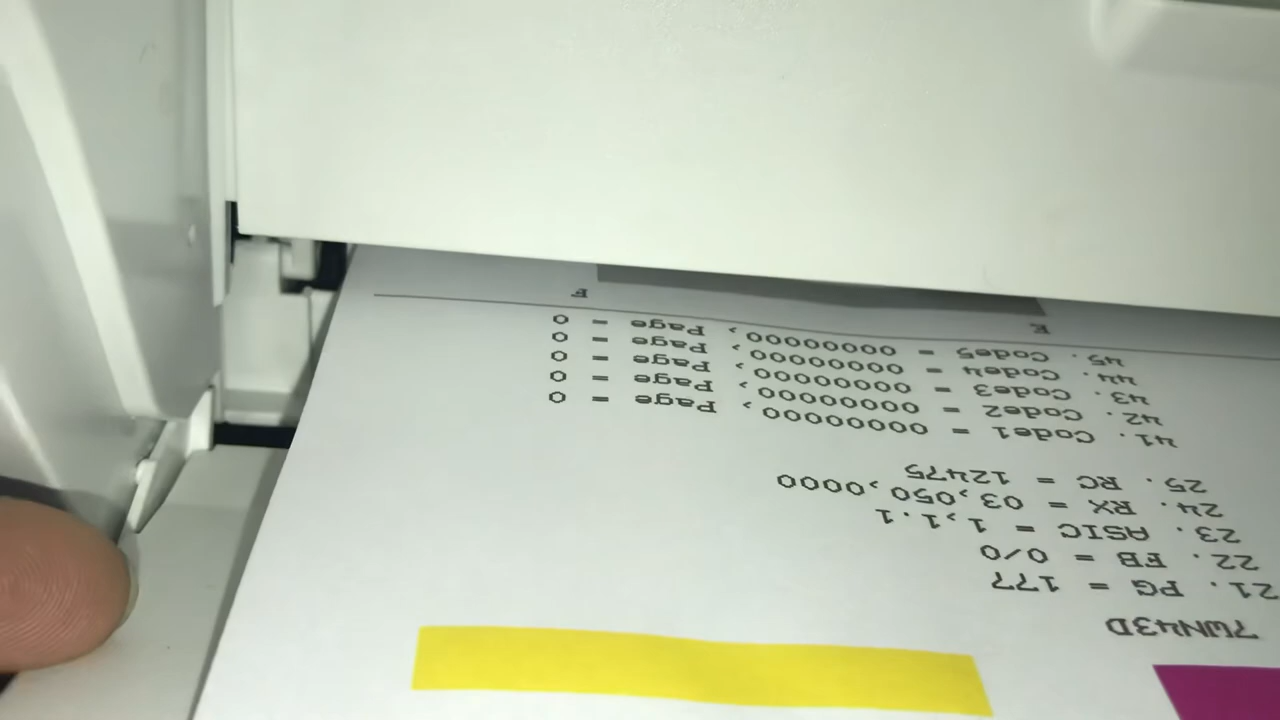 7WN43D
21. PG = 177
22. FB = 0/0
23. ASIC = 1,1.1
24. RX = 03,050,0000
25. RC = 12475
41. Code1 = 00000000, Page = 0
42. Code2 = 00000000, Page = 0
43. Code3 = 00000000, Page = 0
44. Code4 = 00000000, Page = 0
45. Code5 = 00000000, Page = 0
E F